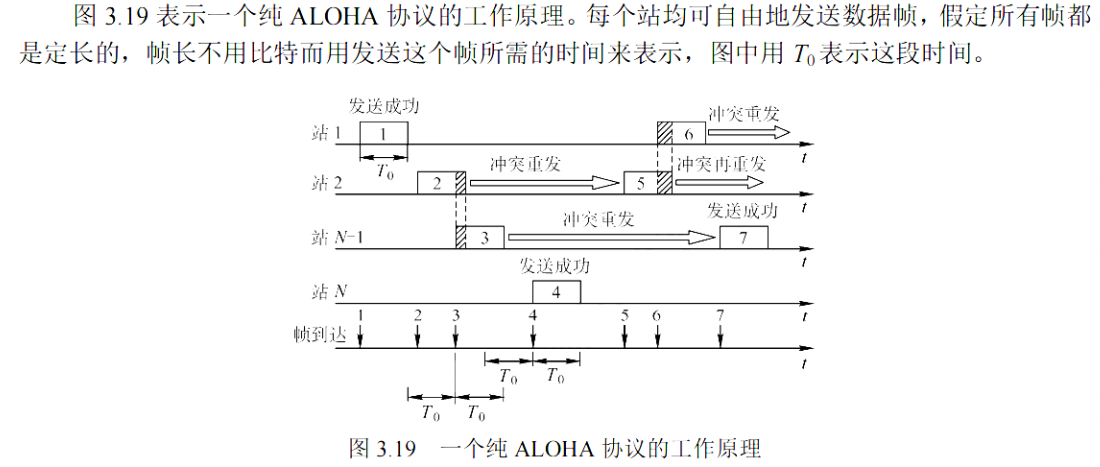 图 3.19 表示一个纯 ALOHA 协议的工作原理。每个站均可自由地发送数据帧，假定所有帧都
是定长的，帧长不用比特而用发送这个帧所需的时间来表示，图中用 T0 表示这段时间。
发送成功
冲突重发
站 1
1
6
t
T0
冲突重发
冲突再重发
站 2
2
5
t
冲突重发
发送成功
站 N-1
3
7
t
发送成功
站 N
4
t
1 2 3 4 5 6 7
帧到达
t
T0 T0
T0 T0
图 3.19 一个纯 ALOHA 协议的工作原理